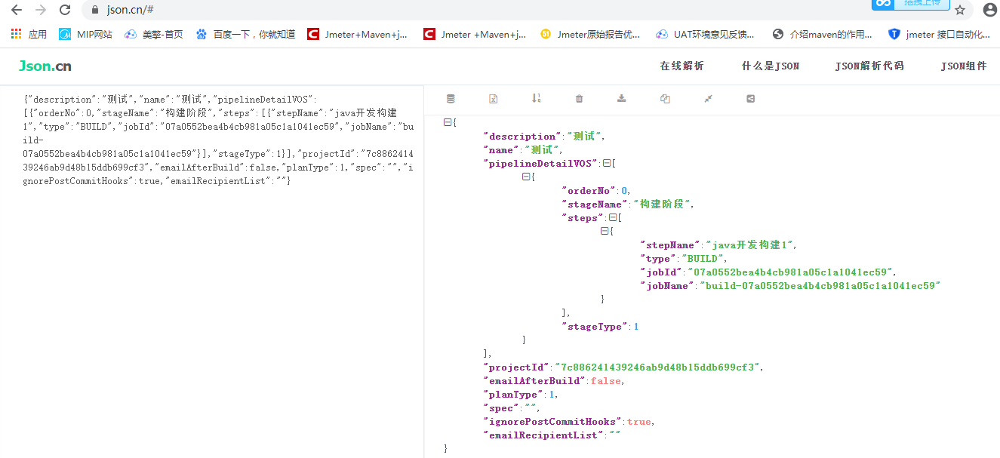 json.cn/#
拖拽上传
应用 MIP网站 美擎-首页 百度一下，你就知道 Jmeter+Maven+j... Jmeter +Maven+j... Jmeter原始报告优... UAT环境意见反馈... 介绍maven的作用... jmeter 接口自动化...
Json.cn 在线解析 什么是JSON JSON解析代码 JSON组件
{"description":"测试","name":"测试","pipelineDetailVOS":
[{"orderNo":0,"stageName":"构建阶段","steps":[{"stepName":"java开发构建
1","type":"BUILD","jobId":"07a0552bea4b4cb981a05c1a1041ec59","jobName":"bu
ild-
07a0552bea4b4cb981a05c1a1041ec59"}],"stageType":1}],"projectId":"7c8862414
39246ab9d48b15ddb699cf3","emailAfterBuild":false,"planType":1,"spec":"","i
gnorePostCommitHooks":true,"emailRecipientList":""}
{
"description":"测试",
"name":"测试",
"pipelineDetailVOS":[
{
"orderNo":0,
"stageName":"构建阶段",
"steps":[
{
"stepName":"java开发构建1",
"type":"BUILD",
"jobId":"07a0552bea4b4cb981a05c1a1041ec59",
"jobName":"build-07a0552bea4b4cb981a05c1a1041ec59"
}
],
"stageType":1
}
],
"projectId":"7c886241439246ab9d48b15ddb699cf3",
"emailAfterBuild":false,
"planType":1,
"spec":"",
"ignorePostCommitHooks":true,
"emailRecipientList":""
}